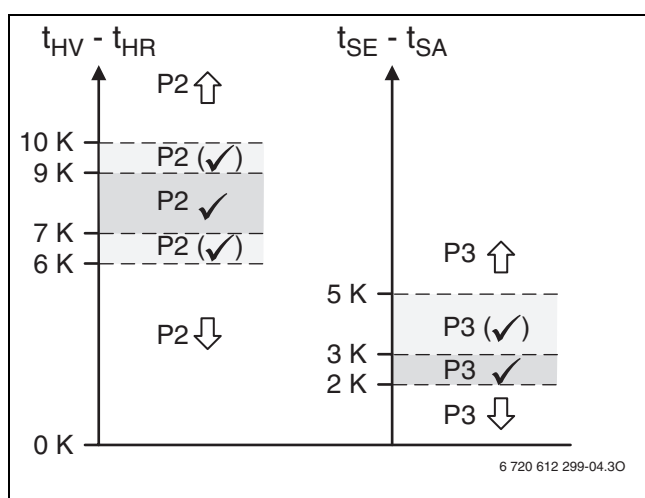 tHV - tHR
P2
10 K
P2 (✓)
9 K
P2 ✓
7 K
P2 (✓)
6 K
P2
0 K
tSE - tSA
P3
5 K
P3 (✓)
3 K
P3 ✓
2 K
P3
6 720 612 299-04.3O